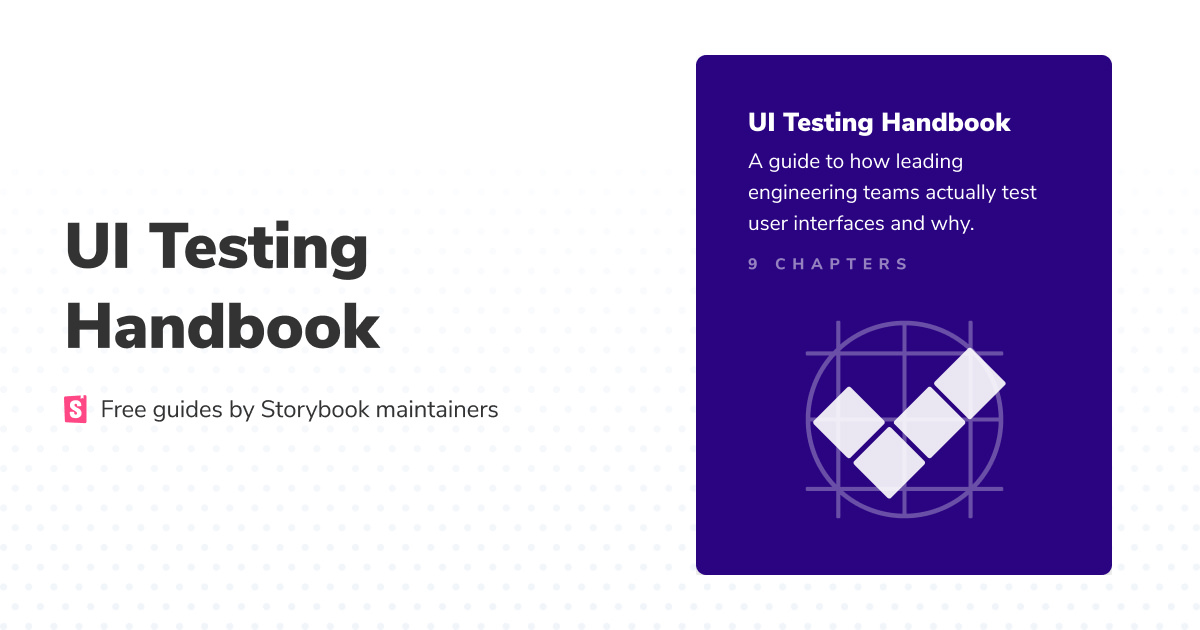 UI Testing
Handbook
S Free guides by Storybook maintainers
UI Testing Handbook
A guide to how leading
engineering teams actually test
user interfaces and why.
9 CHAPTERS